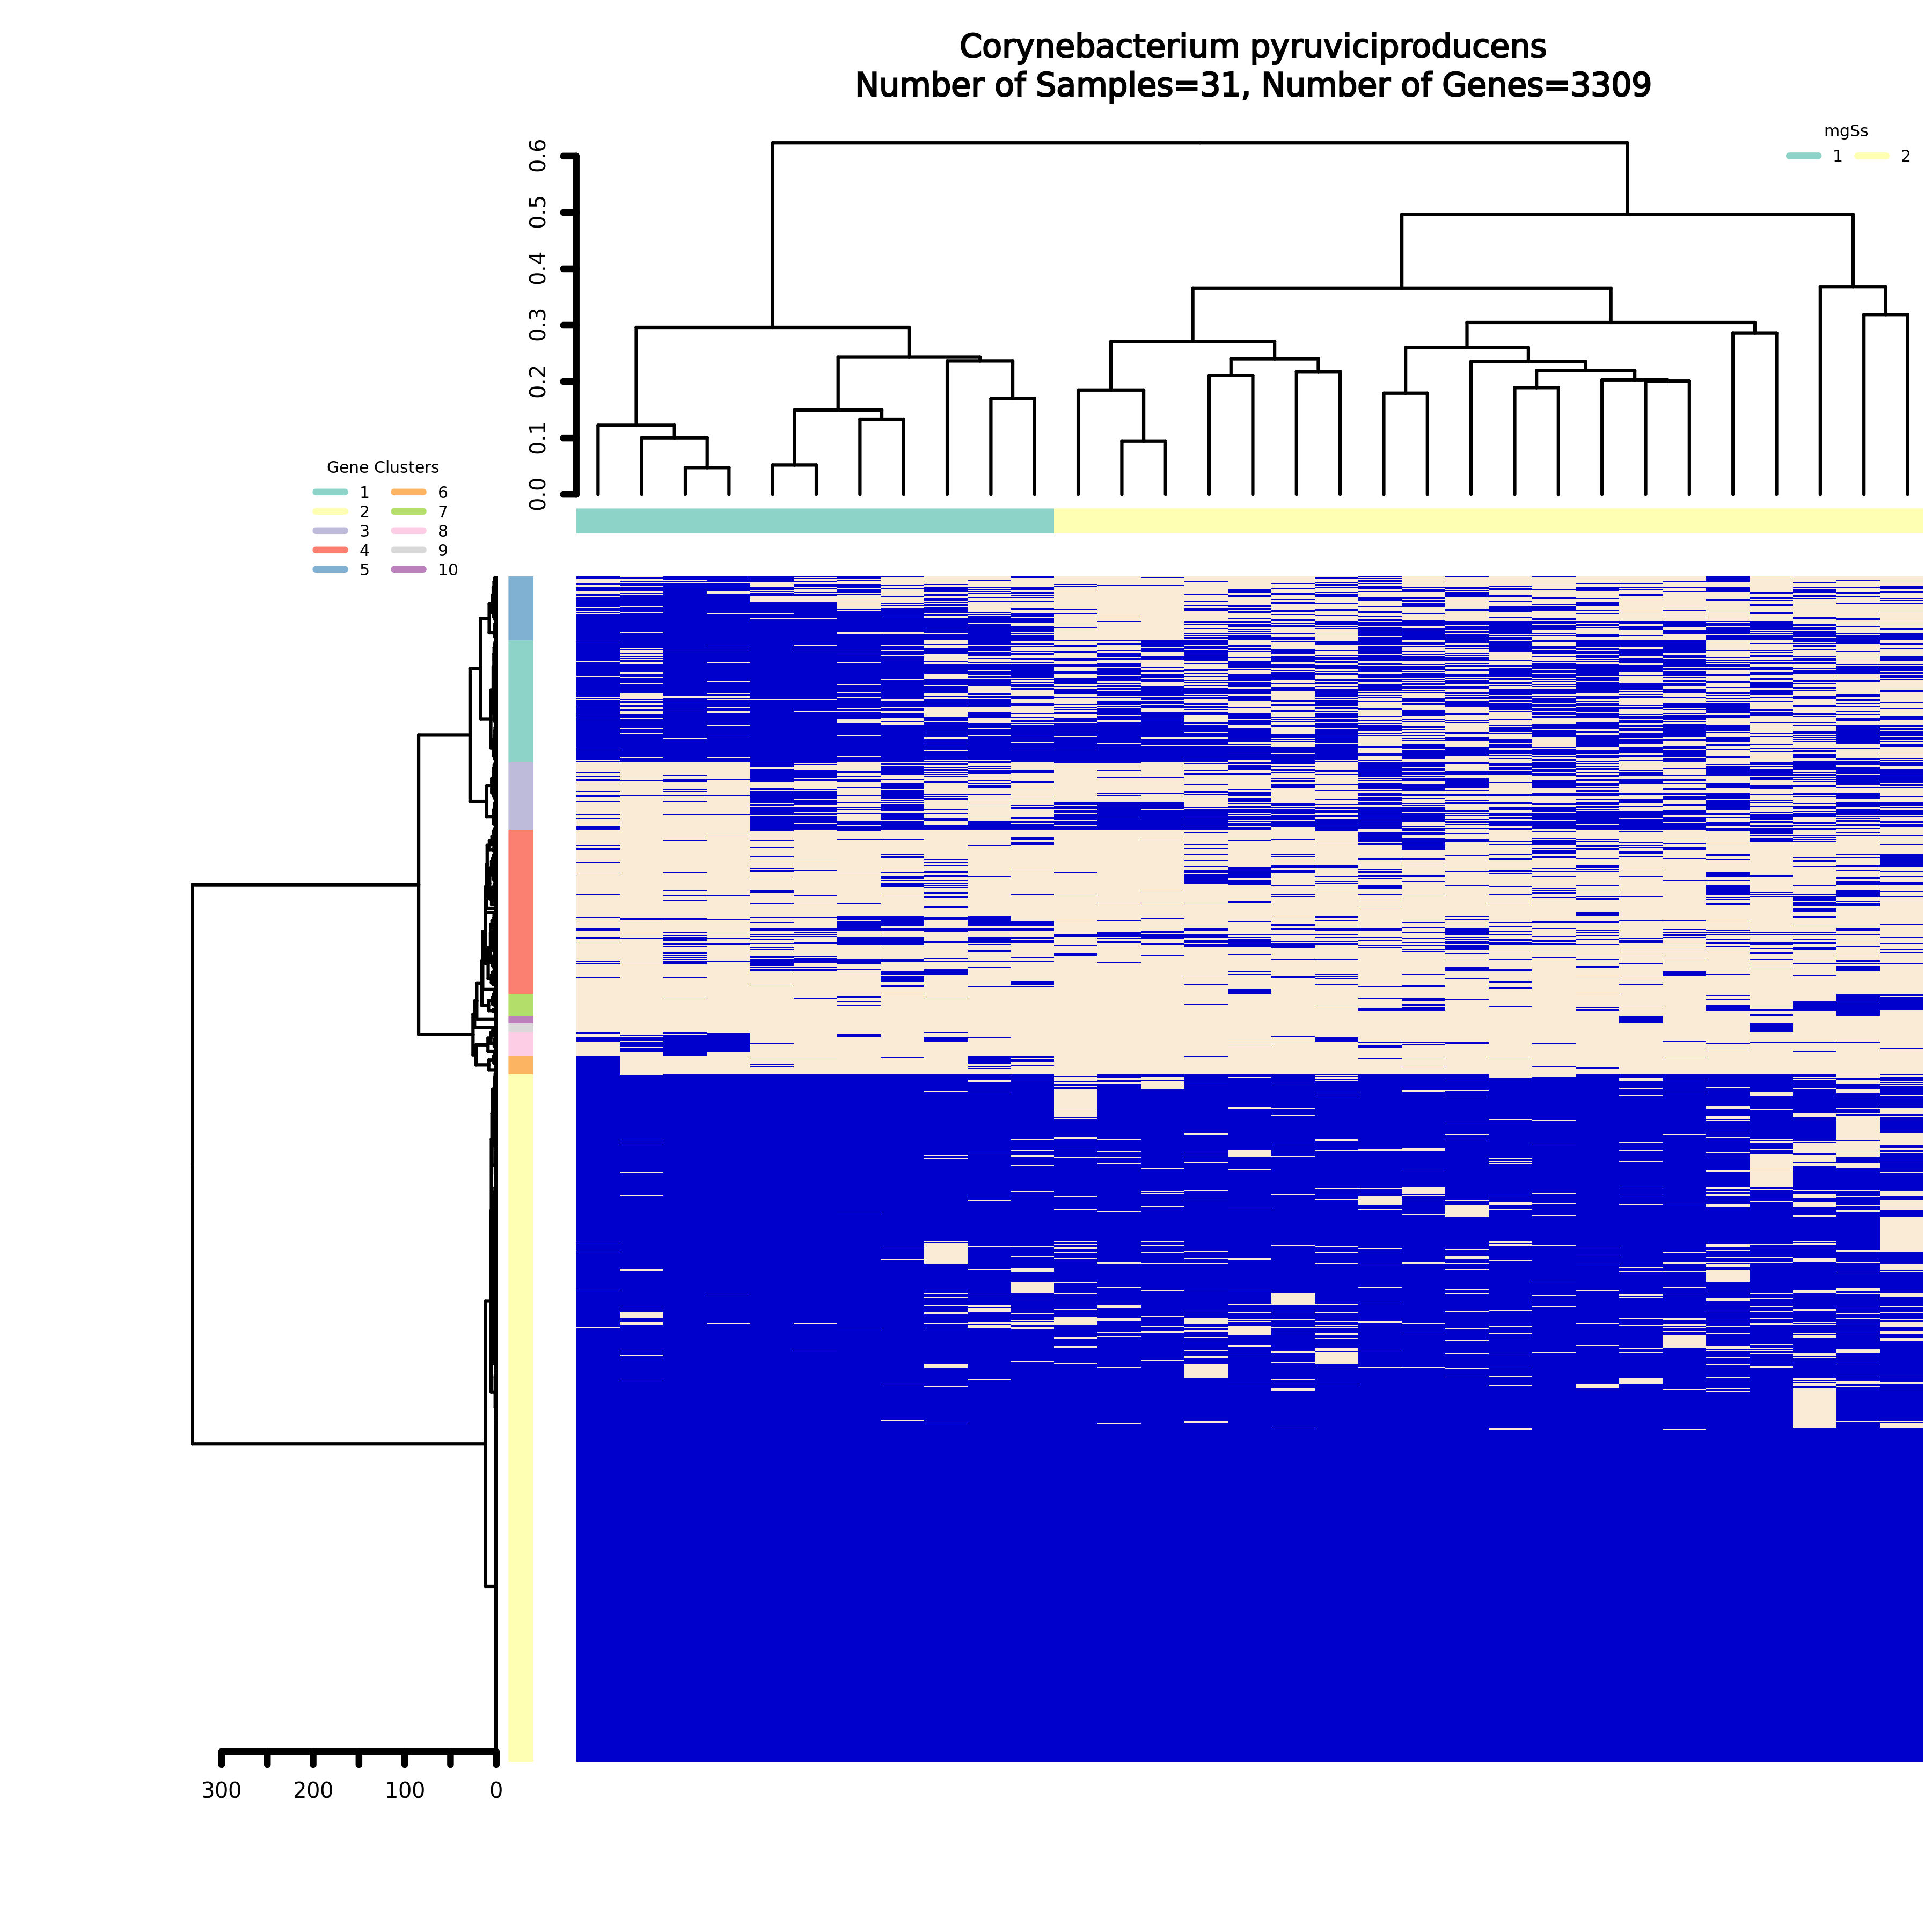 Corynebacterium pyruviciproducens
Number of Samples=31, Number of Genes=3309
mgSs
1 2
0.6
0.5
0.4
0.3
0.2
0.1
0.0
Gene Clusters
1 6
2 7
3 8
4 9
5 10
300 200 100 0